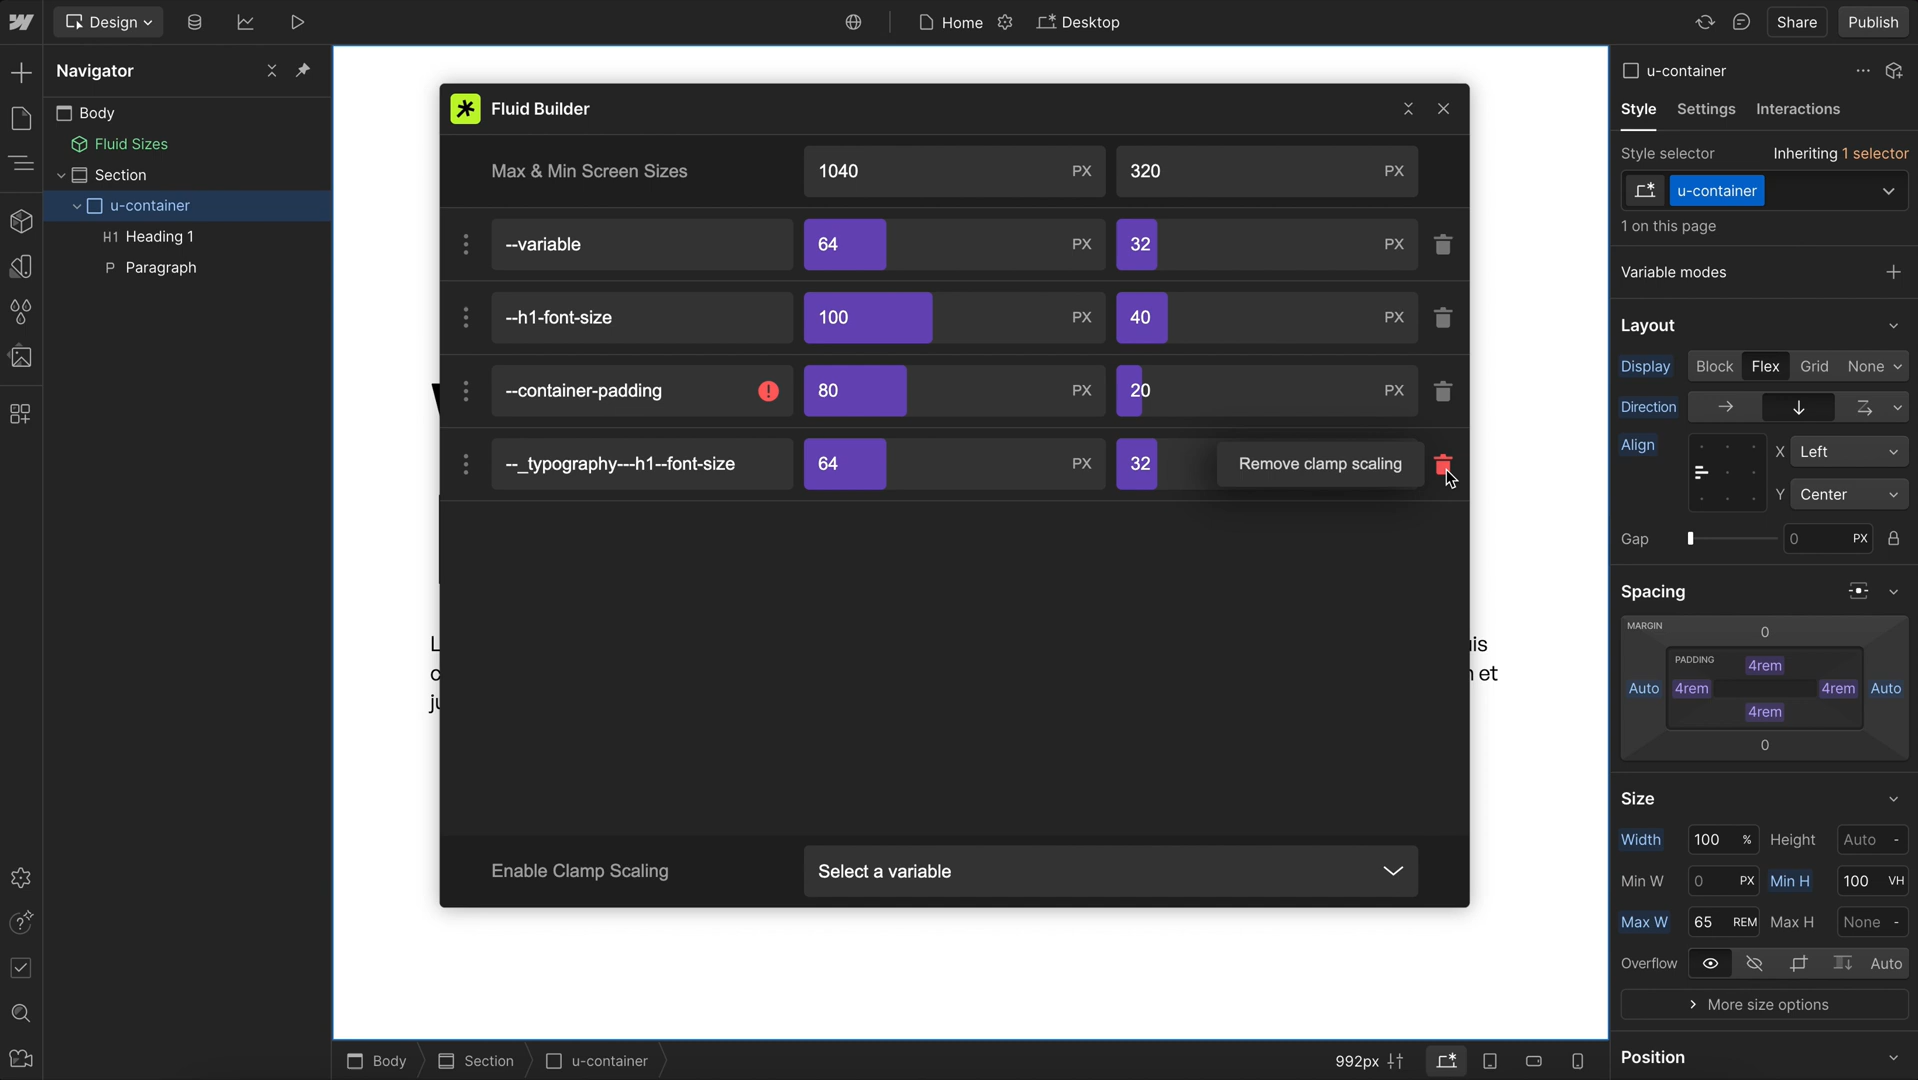 Design
Home
Desktop
Share
Publish
Navigator
Body
Fluid Sizes
Section
u-container
H1 Heading 1
P Paragraph
Fluid Builder
Max & Min Screen Sizes
1040 PX
320 PX
--variable
64 PX
32 PX
--h1-font-size
100 PX
40 PX
--container-padding
80 PX
20 PX
--_typography---h1--font-size
64 PX
32
Remove clamp scaling
Enable Clamp Scaling
Select a variable
L
uis
c
n et
ju
Body
Section
u-container
992px
u-container
Style Settings Interactions
Style selector
Inheriting 1 selector
u-container
1 on this page
Variable modes
Layout
Display Block Flex Grid None
Direction
Align X Left
Y Center
Gap 0 PX
Spacing
MARGIN
0
PADDING
4rem
Auto 4rem 4rem Auto
4rem
0
Size
Width 100 % Height Auto -
Min W 0 PX Min H 100 VH
Max W 65 REM Max H None -
Overflow Auto
More size options
Position